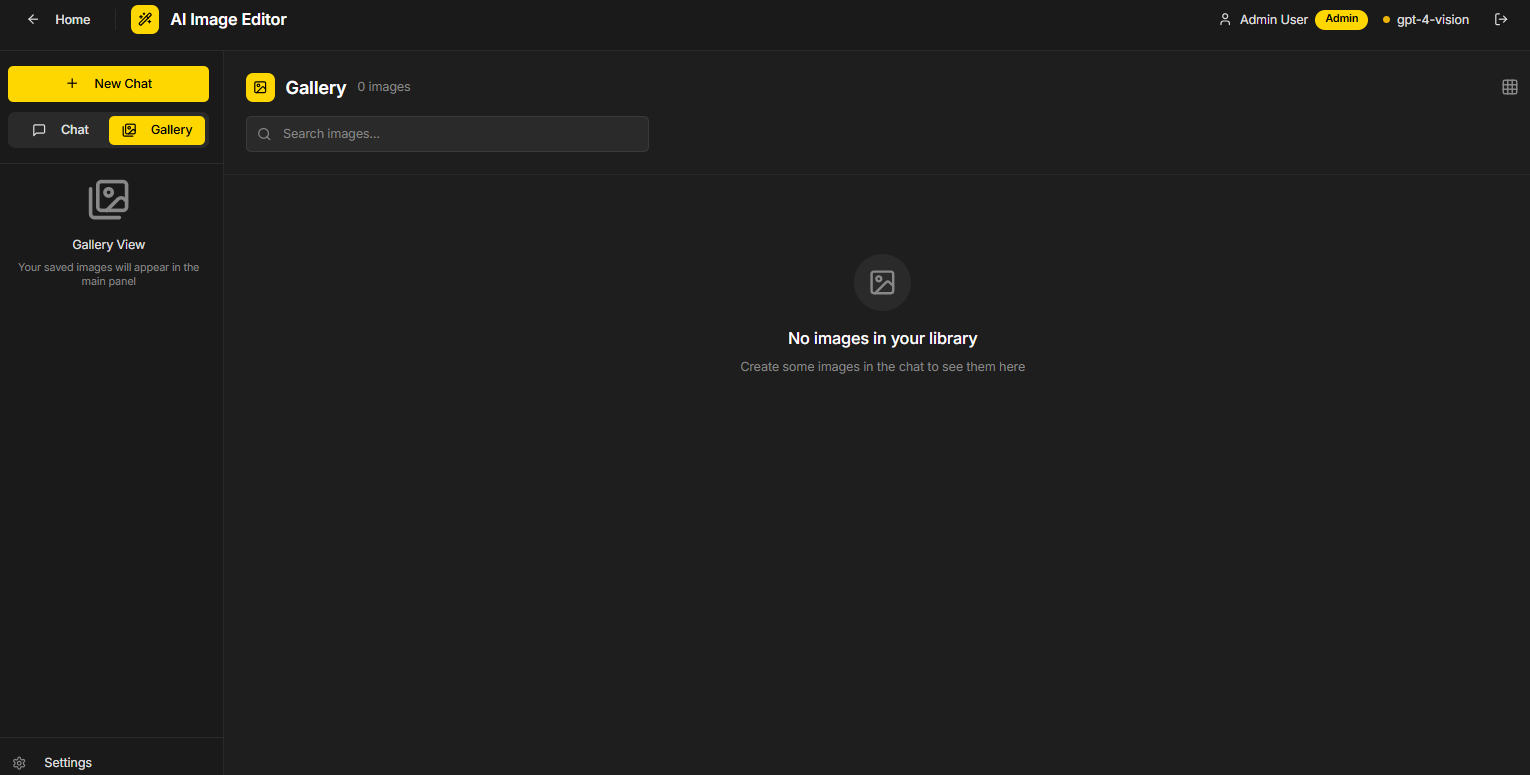 Home
AI Image Editor
Admin User
Admin
gpt-4-vision
New Chat
Chat
Gallery
Gallery View
Your saved images will appear in the
main panel
Settings
Gallery
0 images
Search images...
No images in your library
Create some images in the chat to see them here